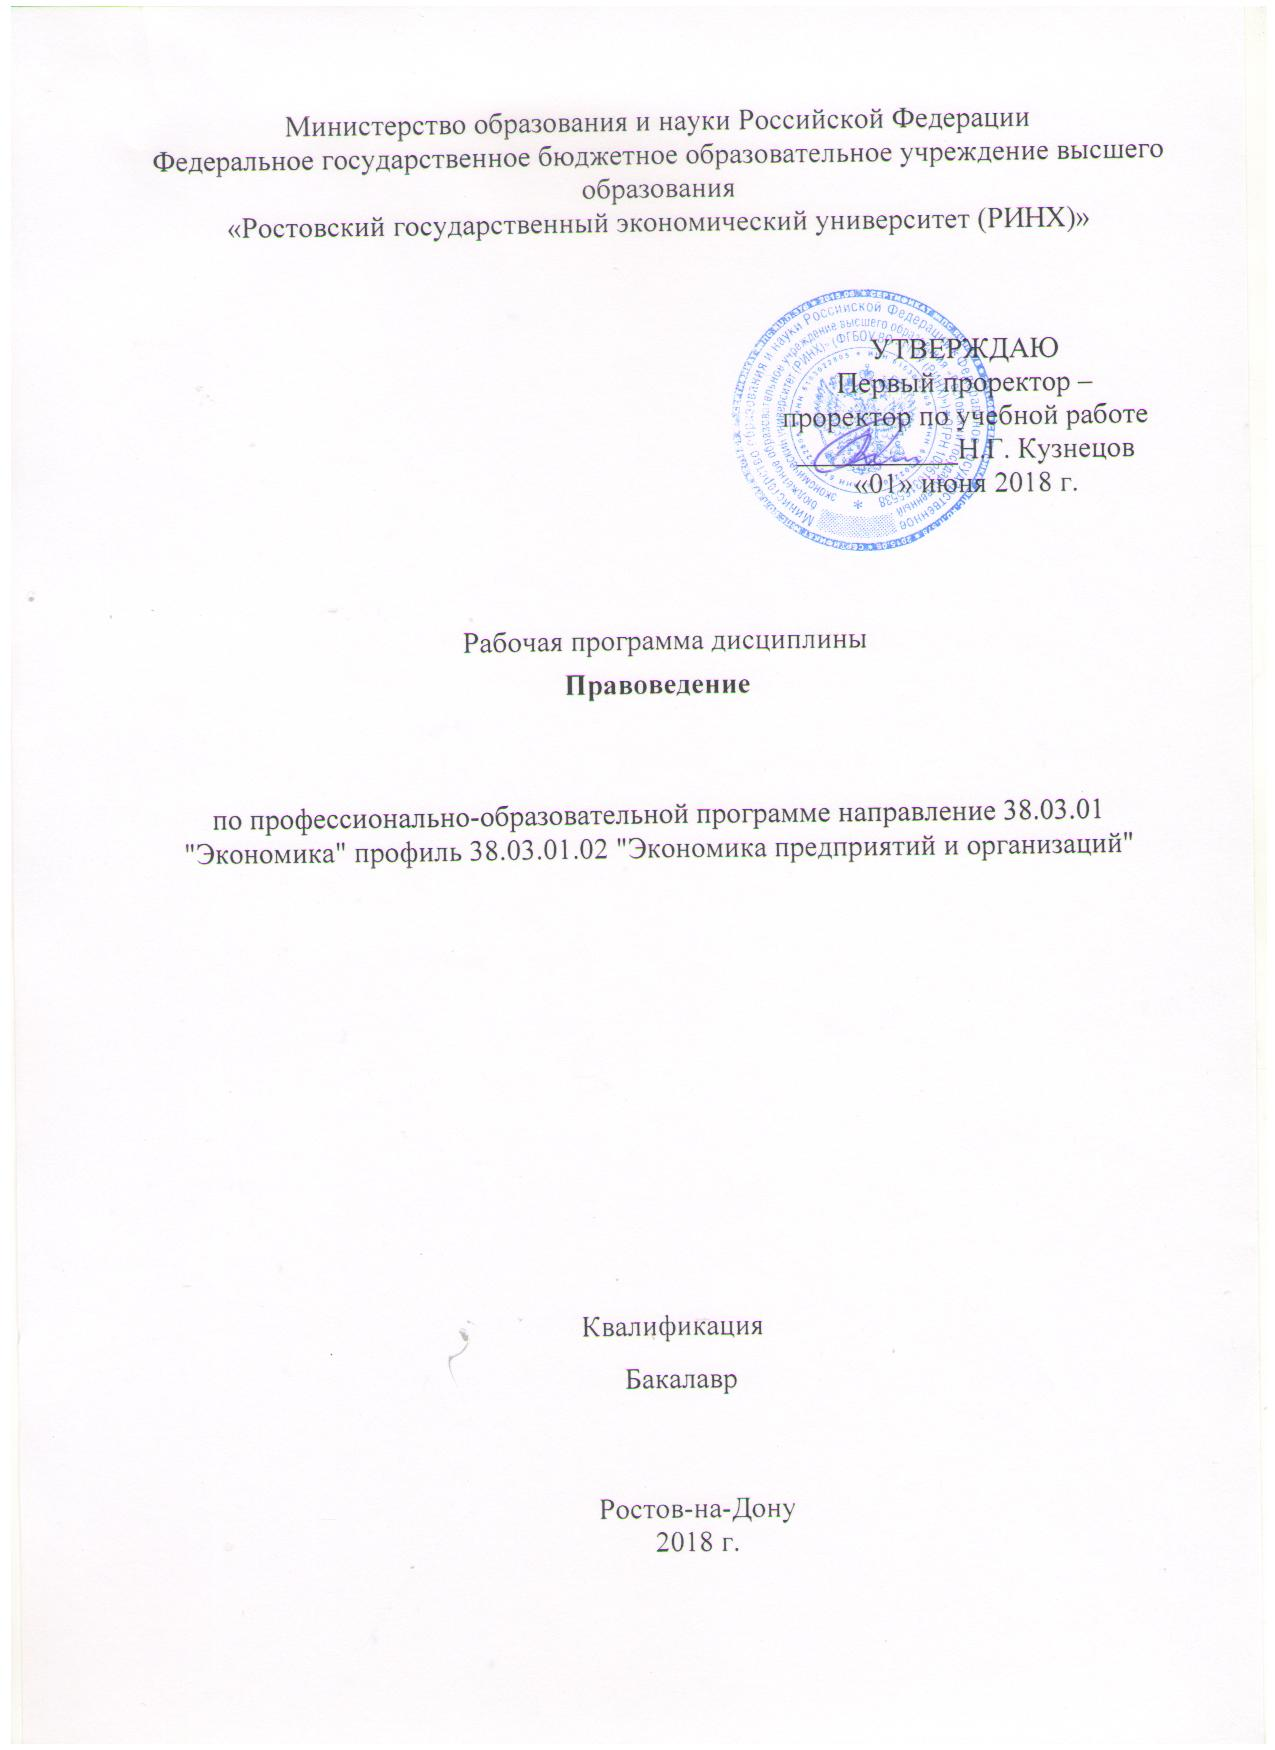 Министерство образования и науки Российской Федерации
Федеральное государственное бюджетное образовательное учреждение высшего
образования
«Ростовский государственный экономический университет (РИНХ)»
УТВЕРЖДАЮ
Первый проректор –
проректор по учебной работе
Н.Г. Кузнецов
«01» июня 2018 г.
Рабочая программа дисциплины
Правоведение
по профессионально-образовательной программе направление 38.03.01
"Экономика" профиль 38.03.01.02 "Экономика предприятий и организаций"
Квалификация
Бакалавр
Ростов-на-Дону
2018 г.